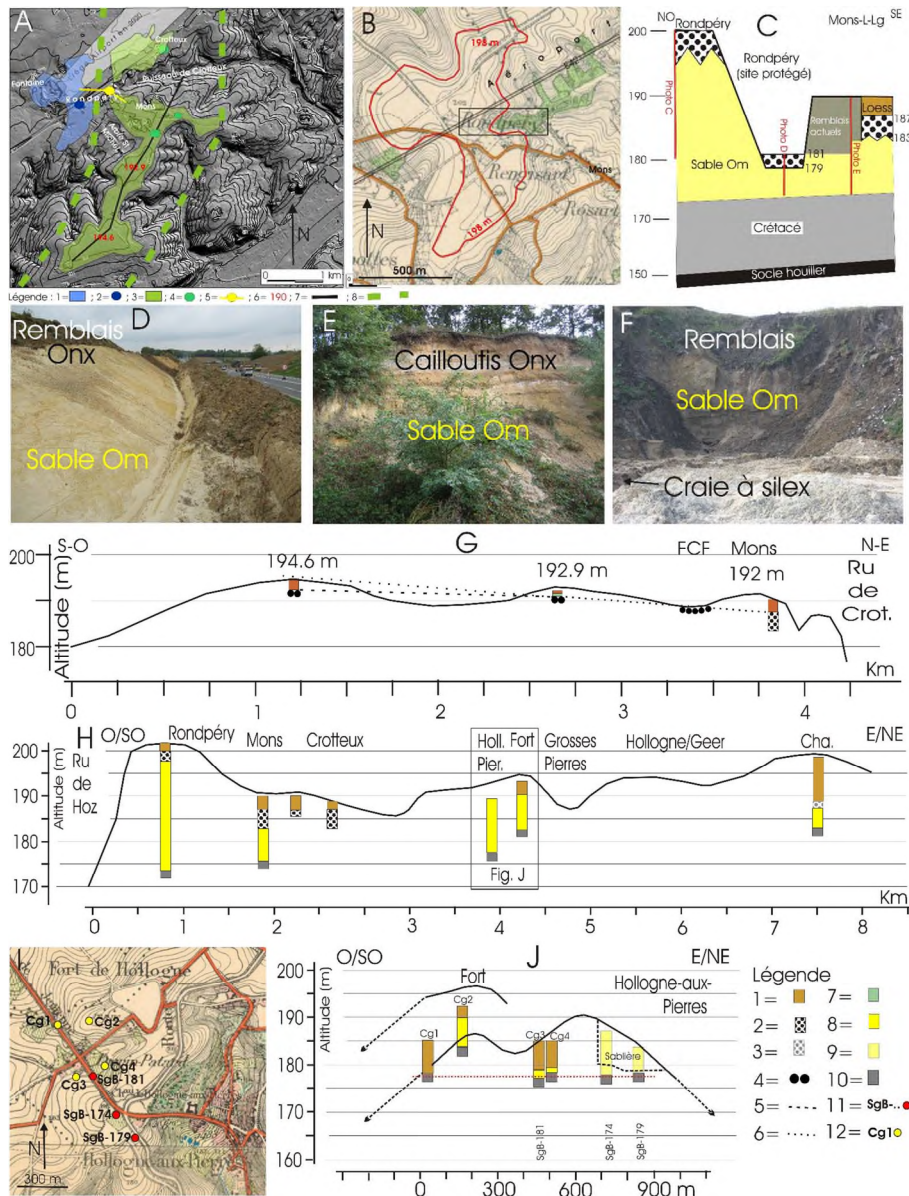 A
Crotteux
Fontaine
Rondpéry
Ruisseau de Crotteux
Mons
192.9
194.6
N
0 1 km
B
198 m
Aéroport
Rondpéry
Mons
198 m
N
500 m
NO Rondpéry C Mons-L-Lg SE
200
Rondpéry
(site protégé)
190
Loess
Remblais
actuels
187
183
Photo C
Photo D
Photo E
Sable Om
181
179
180
170
Crétacé
150
Socle houiller
Légende : 1= ; 2= ; 3= ; 4= ; 5= ; 6= 190 ; 7= ; 8=
Remblais D
Onx
Sable Om
E
Cailloutis Onx
Sable Om
F
Remblais
Sable Om
Craie à silex
S-O G N-E
200
194.6 m
192.9 m
FCF Mons
192 m
Ru
de
Crot.
Altitude (m)
190
180
Km
0 1 2 3 4
H O/SO Rondpéry Mons Crotteux Holl. Fort Grosses Hollogne/Geer Cha. E/NE
Pier. Pierres
Ru
de
Hoz
Altitude (m)
200
190
180
170
Fig. J
Km
0 1 2 3 4 5 6 7 8
I
Fort de Hollogne
Cg1
Cg2
Cg4
Cg3
SgB-181
SgB-174
SgB-179
Hollogne-aux-Pierres
N
300 m
O/SO J E/NE
Fort
Hollogne-aux-
Pierres
Altitude (m)
200
190
180
170
160
Cg1
Cg2
Cg3
Cg4
Sablière
SgB-181
SgB-174
SgB-179
0 300 600 900 m
Légende
1= 7=
2= 8=
3= 9=
4= 10=
5= 11= SgB-..
6= 12= Cg1